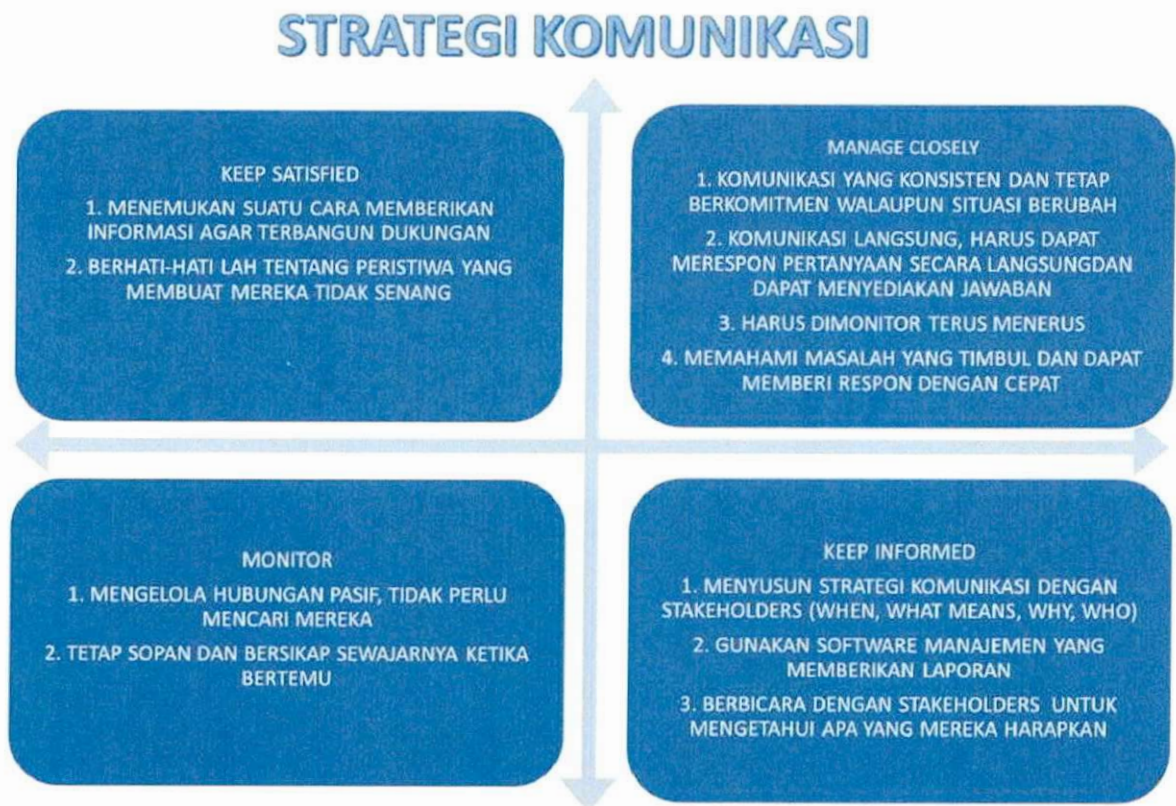 STRATEGI KOMUNIKASI
KEEP SATISFIED
1. MENEMUKAN SUATU CARA MEMBERIKAN
INFORMASI AGAR TERBANGUN DUKUNGAN
2. BERHATI-HATI LAH TENTANG PERISTIWA YANG
MEMBUAT MEREKA TIDAK SENANG
MANAGE CLOSELY
1. KOMUNIKASI YANG KONSISTEN DAN TETAP
BERKOMITMEN WALAUPUN SITUASI BERUBAH
2. KOMUNIKASI LANGSUNG, HARUS DAPAT
MERESPON PERTANYAAN SECARA LANGSUNGDAN
DAPAT MENYEDIAKAN JAWABAN
3. HARUS DIMONITOR TERUS MENERUS
4. MEMAHAMI MASALAH YANG TIMBUL DAN DAPAT
MEMBERI RESPON DENGAN CEPAT
MONITOR
1. MENGELOLA HUBUNGAN PASIF, TIDAK PERLU
MENCARI MEREKA
2. TETAP SOPAN DAN BERSIKAP SEWAJARNYA KETIKA
BERTEMU
KEEP INFORMED
1. MENYUSUN STRATEGI KOMUNIKASI DENGAN
STAKEHOLDERS (WHEN, WHAT MEANS, WHY, WHO)
2. GUNAKAN SOFTWARE MANAJEMEN YANG
MEMBERIKAN LAPORAN
3. BERBICARA DENGAN STAKEHOLDERS UNTUK
MENGETAHUI APA YANG MEREKA HARAPKAN